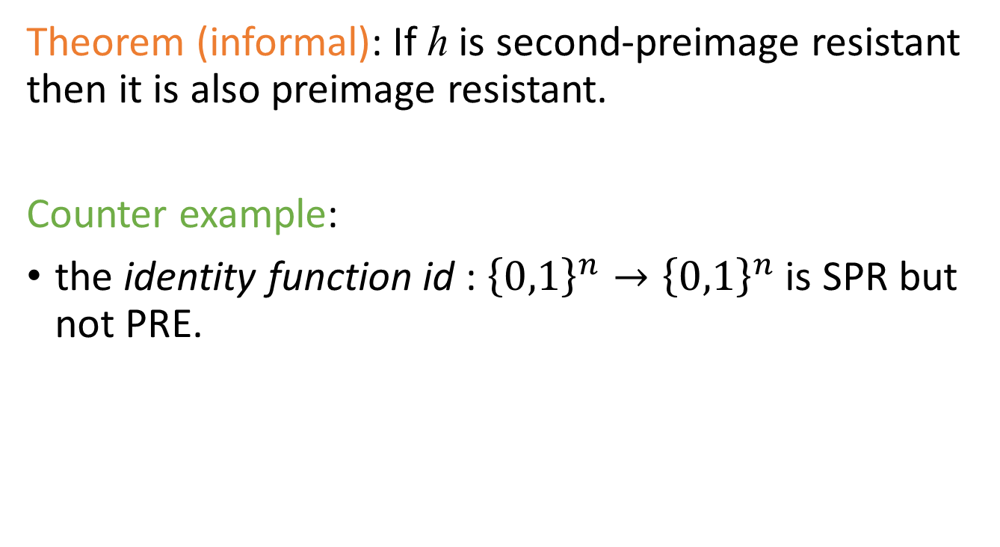 Theorem (informal): If h is second-preimage resistant
then it is also preimage resistant.
Counter example:
• the identity function id : {0,1}ⁿ → {0,1}ⁿ is SPR but
not PRE.